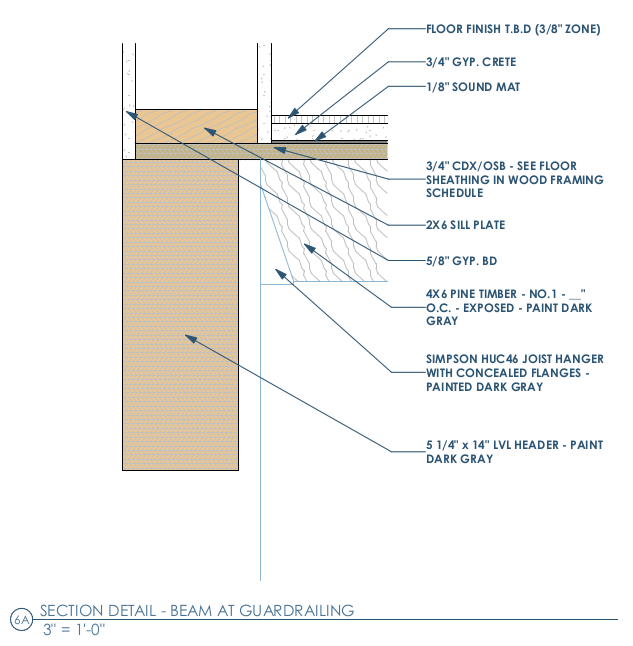 FLOOR FINISH T.B.D (3/8" ZONE)
3/4" GYP. CRETE
1/8" SOUND MAT
3/4" CDX/OSB - SEE FLOOR
SHEATHING IN WOOD FRAMING
SCHEDULE
2X6 SILL PLATE
5/8" GYP. BD
4X6 PINE TIMBER - NO.1 - __"
O.C. - EXPOSED - PAINT DARK
GRAY
SIMPSON HUC46 JOIST HANGER
WITH CONCEALED FLANGES -
PAINTED DARK GRAY
5 1/4" x 14" LVL HEADER - PAINT
DARK GRAY
6A
SECTION DETAIL - BEAM AT GUARDRAILING
3" = 1'-0"